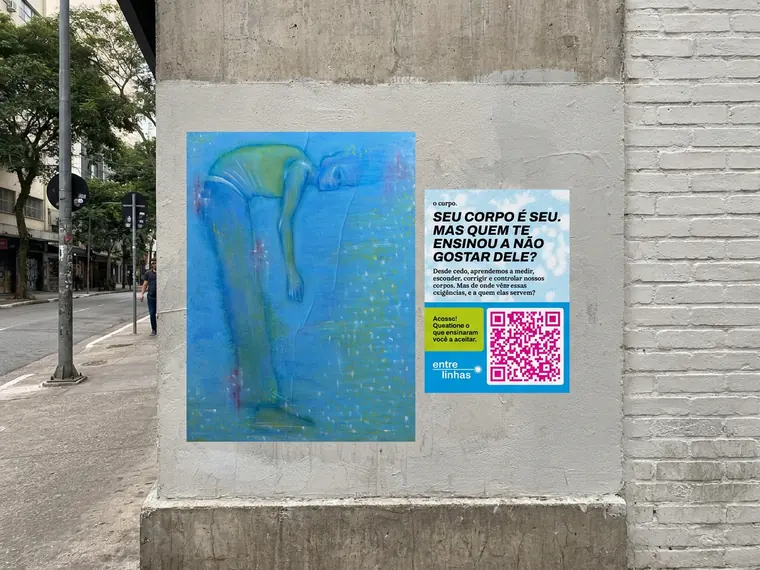 o corpo.
SEU CORPO É SEU.
MAS QUEM TE
ENSINOU A NÃO
GOSTAR DELE?
Desde cedo, aprendemos a medir,
esconder, corrigir e controlar nossos
corpos. Mas de onde vêm essas
exigências, e a quem elas servem?
Acesse!
Questione o
que ensinaram
você a aceitar.
entre
linhas